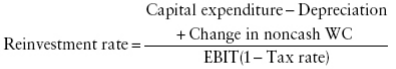 Capital expenditure – Depreciation
+ Change in noncash WC
Reinvestment rate =
EBIT(1 – Tax rate)